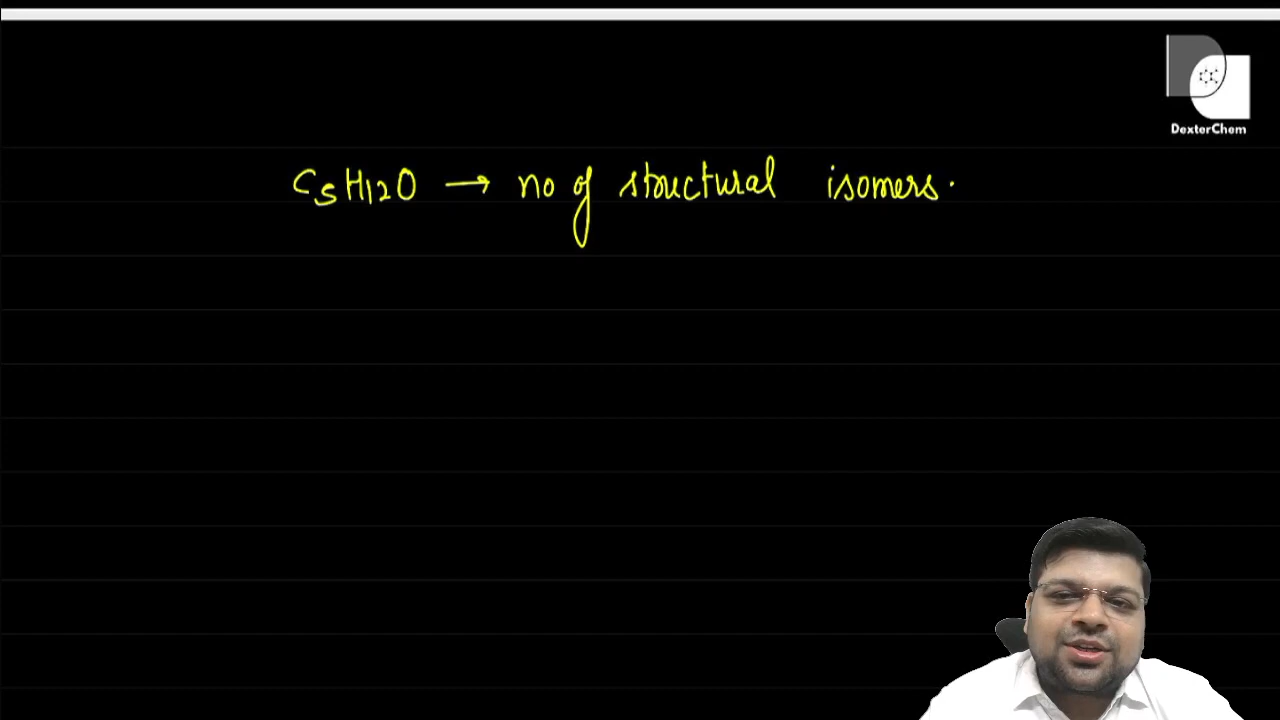 DexterChem
C5H12O → no of structural isomers.